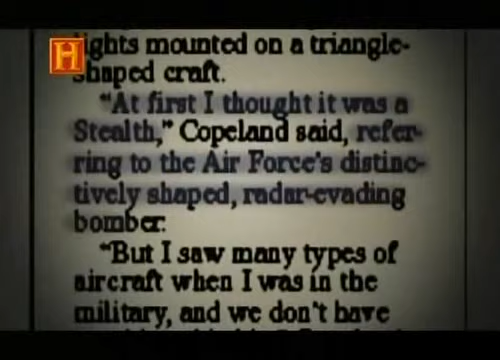 H
lights mounted on a triangle-
shaped craft.
"At first I thought it was a
Stealth," Copeland said, refer-
ring to the Air Force's distinc-
tively shaped, radar-evading
bomber.
"But I saw many types of
aircraft when I was in the
military, and we don't have